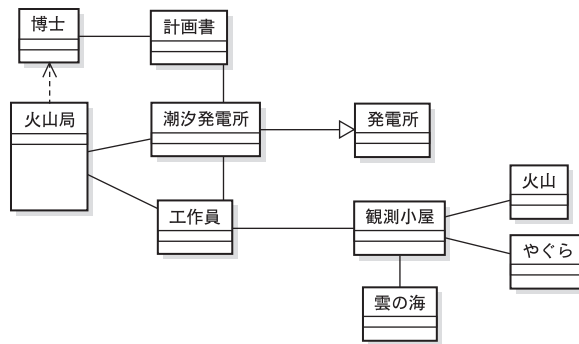 博士
計画書
火山局
潮汐発電所
発電所
工作員
観測小屋
火山
やぐら
雲の海